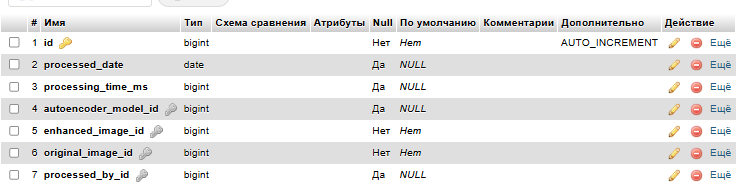 # Имя Тип Схема сравнения Атрибуты Null По умолчанию Комментарии Дополнительно Действие
1 id bigint Нет Нет AUTO_INCREMENT Ещё
2 processed_date date Да NULL Ещё
3 processing_time_ms bigint Да NULL Ещё
4 autoencoder_model_id bigint Да NULL Ещё
5 enhanced_image_id bigint Нет Нет Ещё
6 original_image_id bigint Нет Нет Ещё
7 processed_by_id bigint Да NULL Ещё